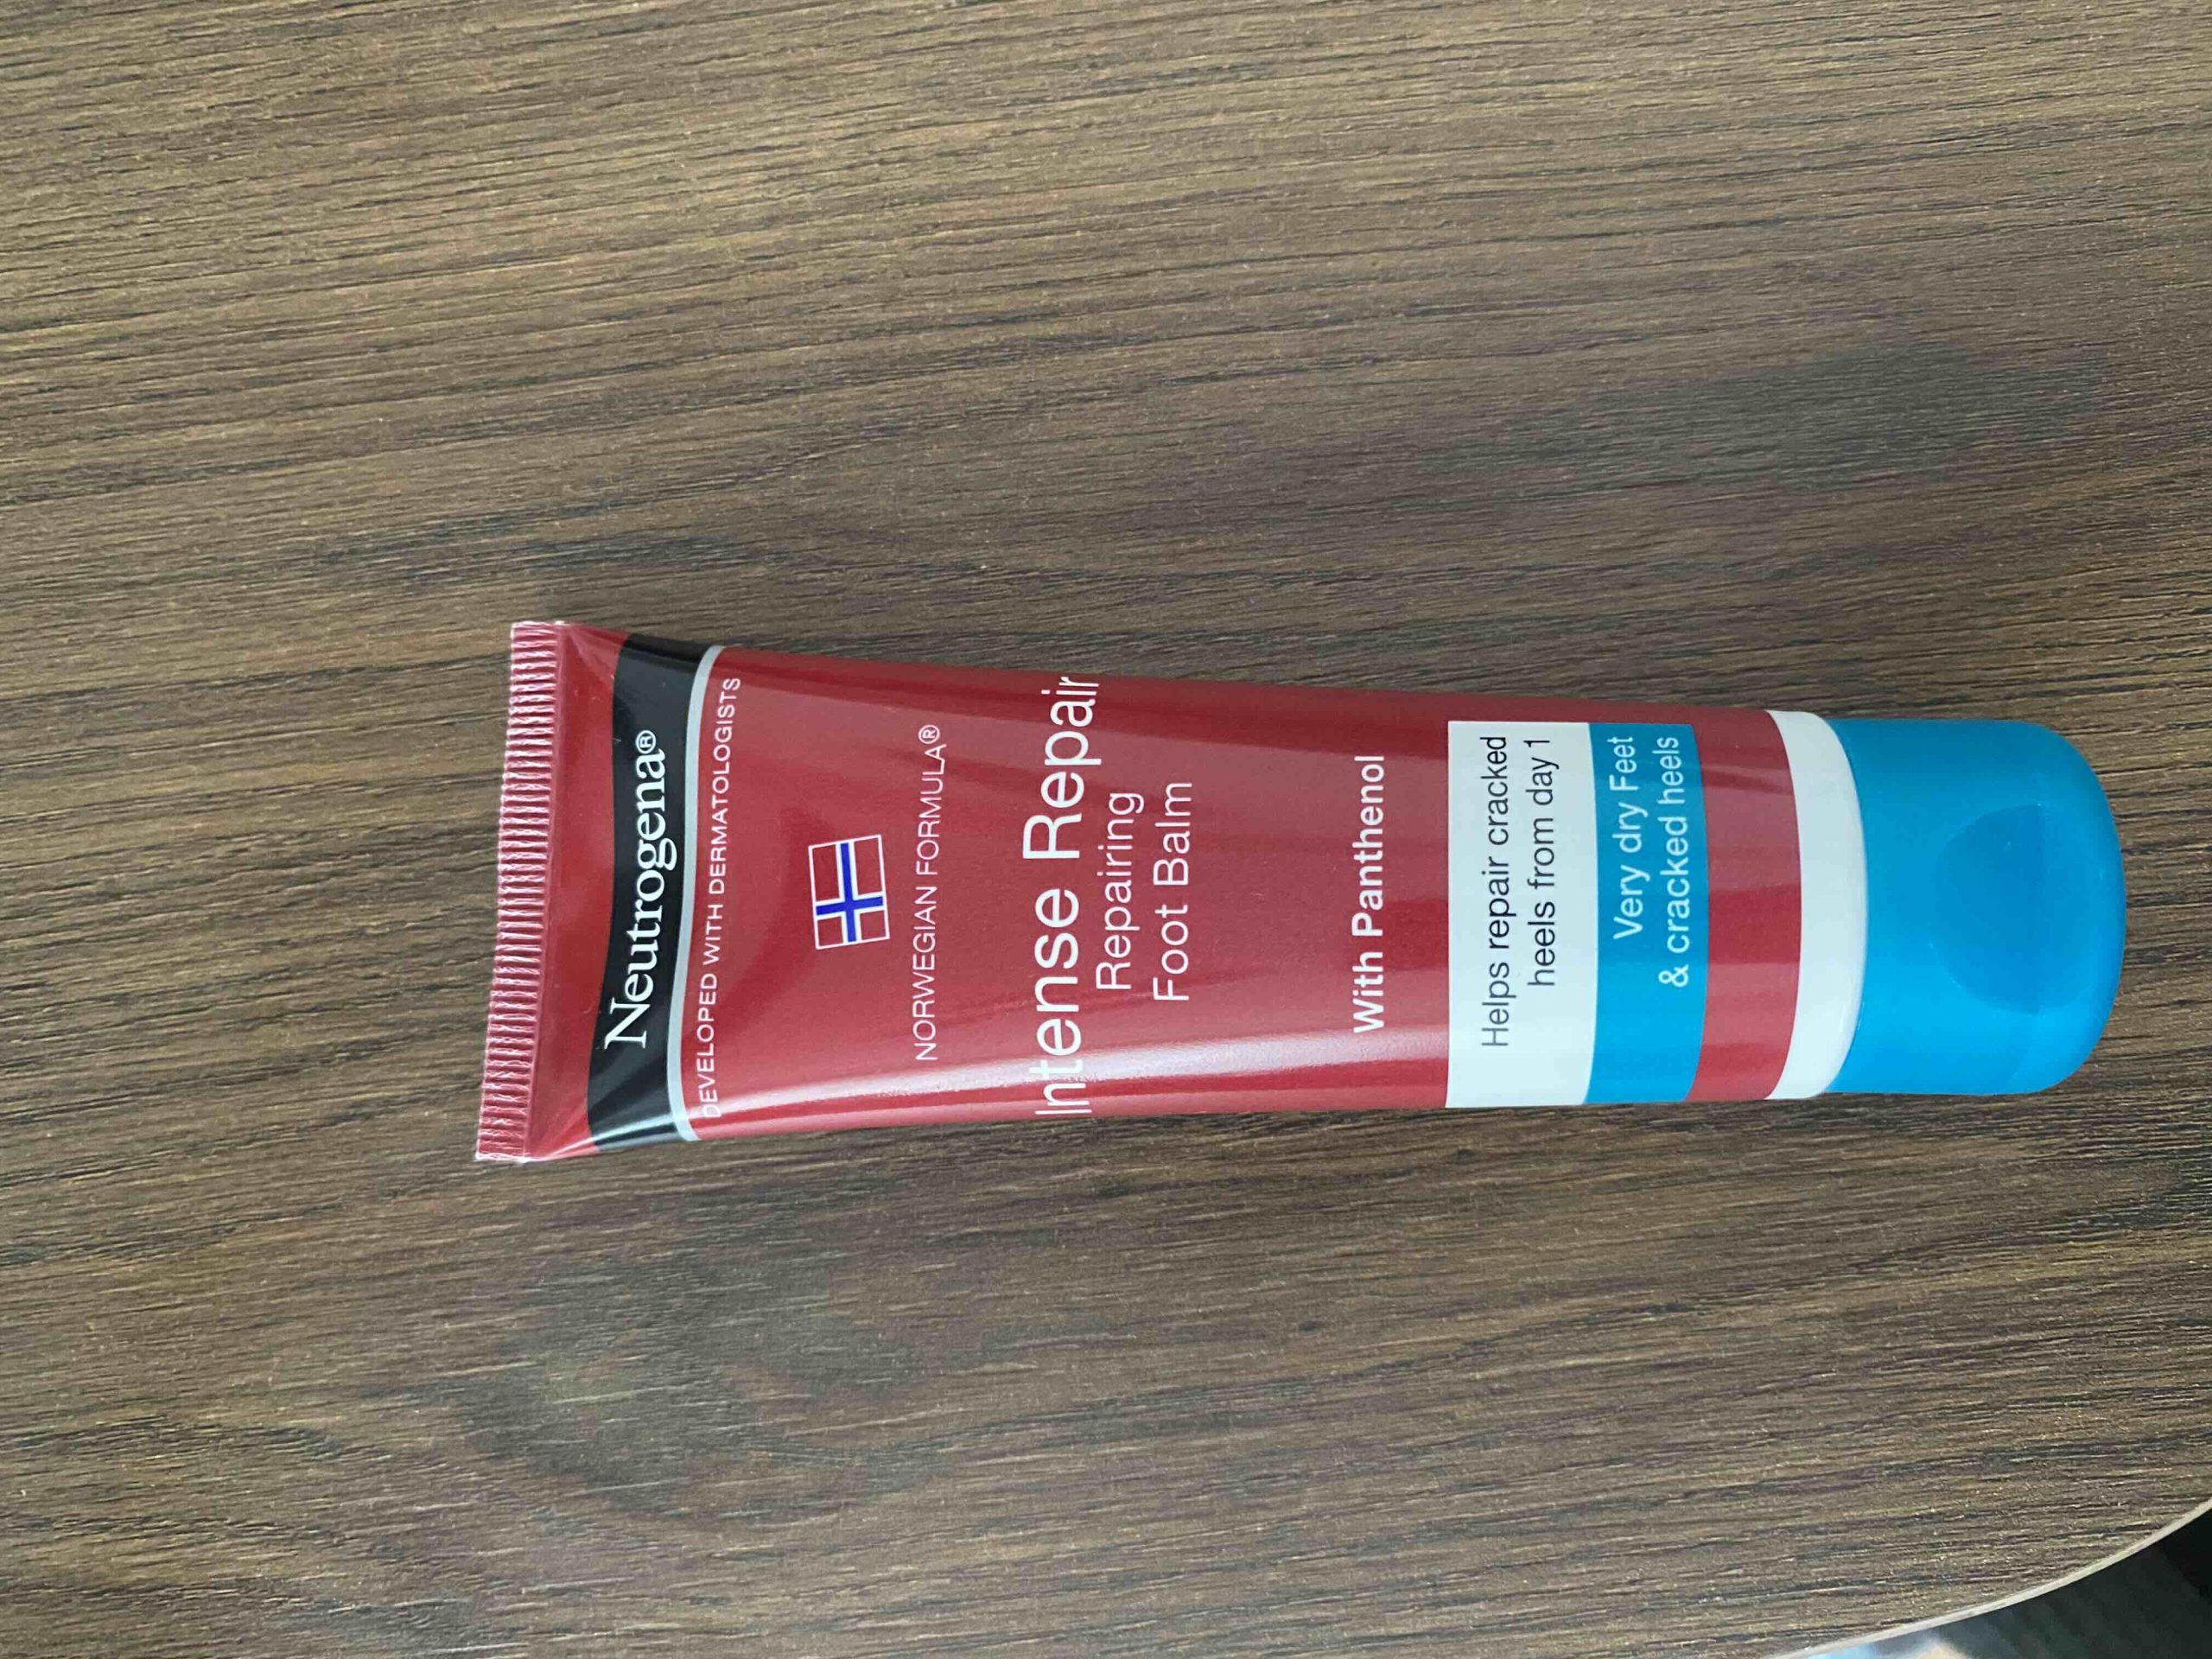 Neutrogena®
DEVELOPED WITH DERMATOLOGISTS
NORWEGIAN FORMULA®
Intense Repair
Repairing
Foot Balm
With Panthenol
Helps repair cracked
heels from day 1
Very dry Feet
& cracked heels